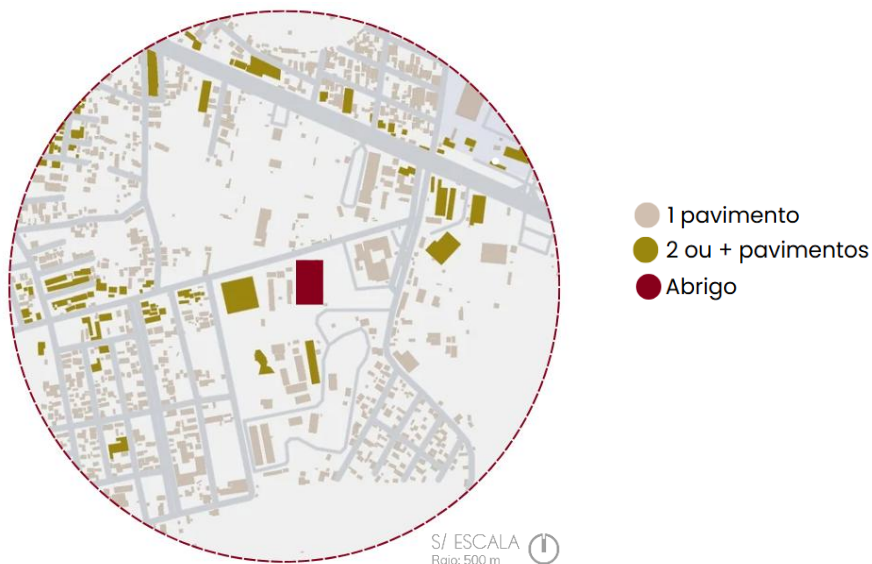 1 pavimento
2 ou + pavimentos
Abrigo
S/ ESCALA
Raio: 500 m